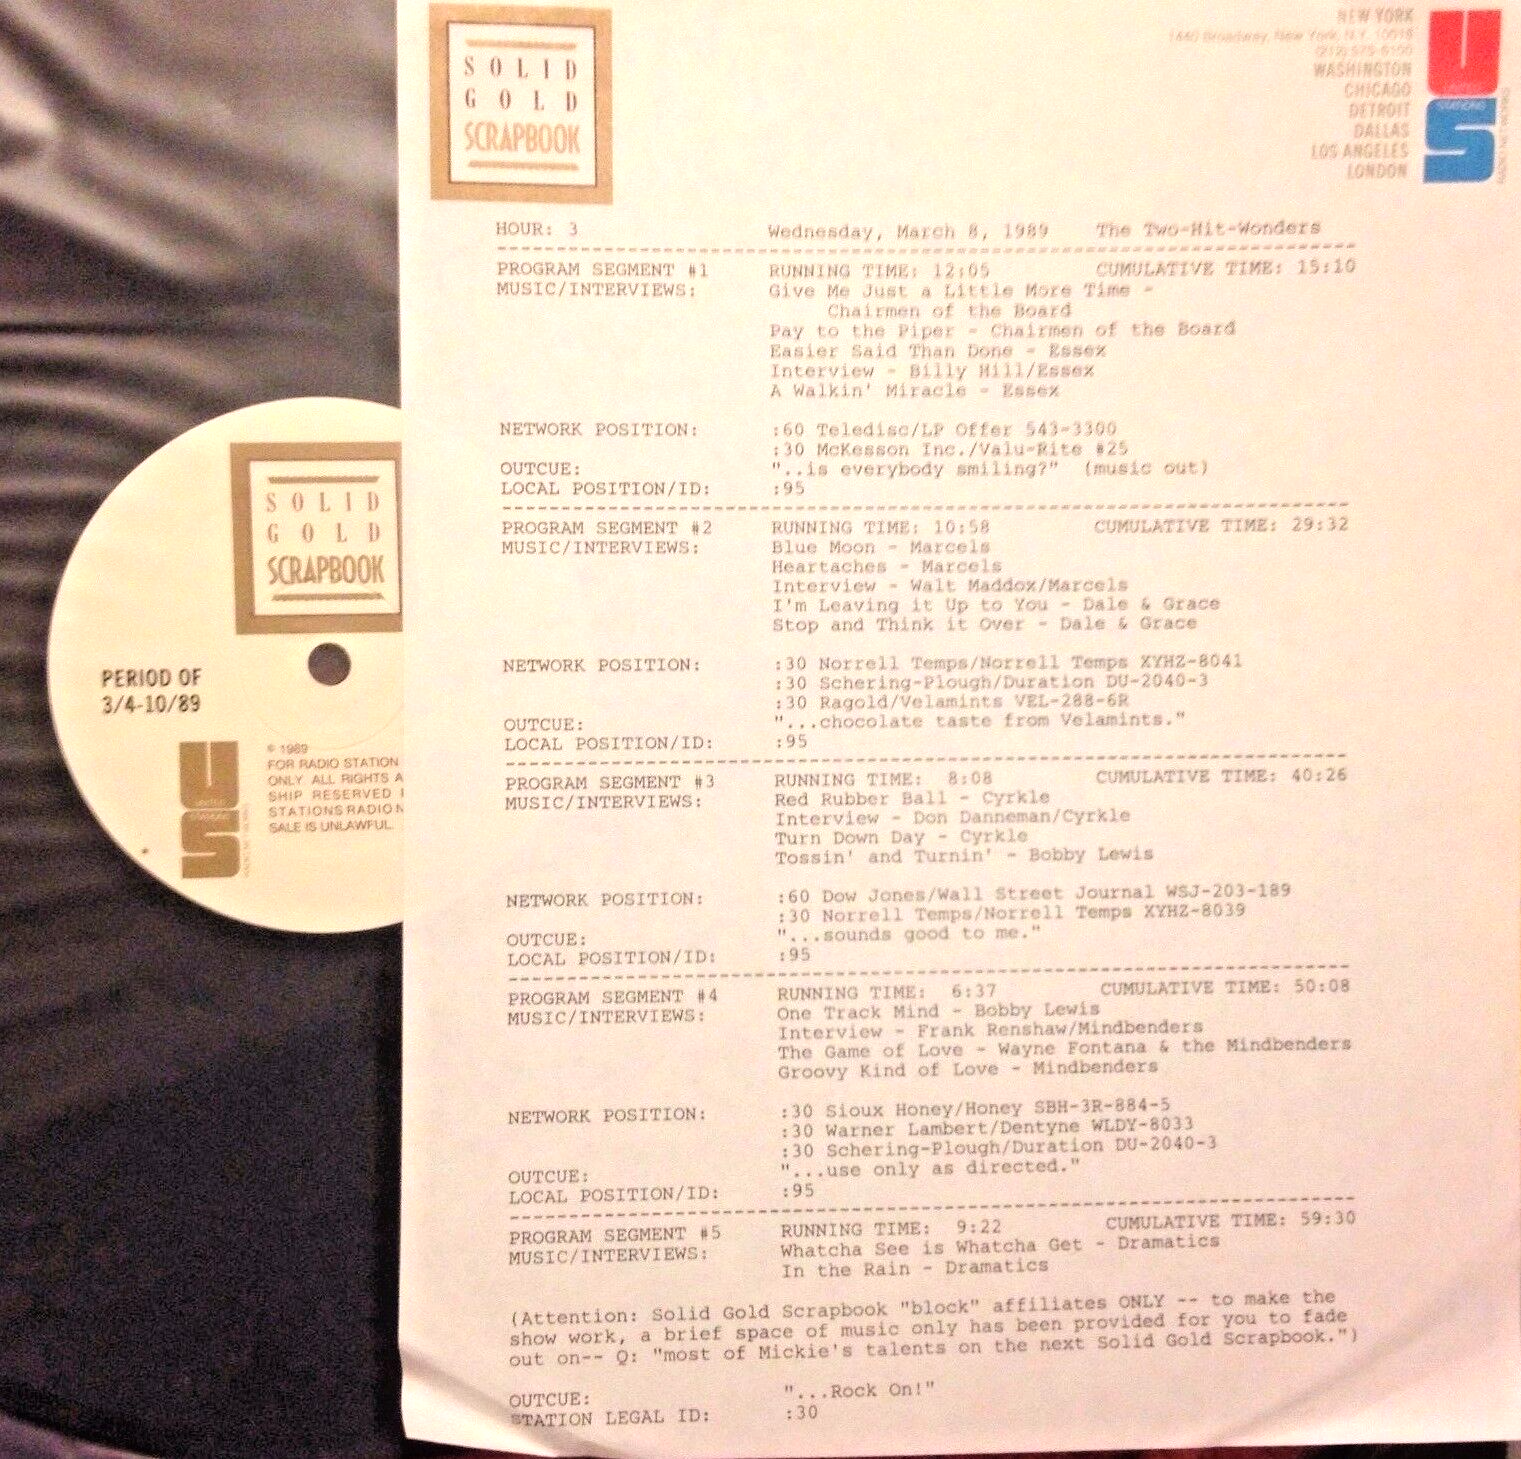 SOLID
GOLD
SCRAPBOOK
NEW YORK
1440 Broadway, New York, N.Y. 10018
(212) 575-6100
WASHINGTON
CHICAGO
DETROIT
DALLAS
LOS ANGELES
LONDON
US
UNITED
STATIONS
RADIO NETWORKS
HOUR: 3 Wednesday, March 8, 1989 The Two-Hit-Wonders
PROGRAM SEGMENT #1 RUNNING TIME: 12:05 CUMULATIVE TIME: 15:10
MUSIC/INTERVIEWS: Give Me Just a Little More Time -
Chairmen of the Board
Pay to the Piper - Chairmen of the Board
Easier Said Than Done - Essex
Interview - Billy Hill/Essex
A Walkin' Miracle - Essex
NETWORK POSITION: :60 Teledisc/LP Offer 543-3300
:30 McKesson Inc./Valu-Rite #25
OUTCUE: "..is everybody smiling?" (music out)
LOCAL POSITION/ID: :95
PROGRAM SEGMENT #2 RUNNING TIME: 10:58 CUMULATIVE TIME: 29:32
MUSIC/INTERVIEWS: Blue Moon - Marcels
Heartaches - Marcels
Interview - Walt Maddox/Marcels
I'm Leaving it Up to You - Dale & Grace
Stop and Think it Over - Dale & Grace
NETWORK POSITION: :30 Norrell Temps/Norrell Temps XYHZ-8041
:30 Schering-Plough/Duration DU-2040-3
:30 Ragold/Velamints VEL-288-6R
OUTCUE: "...chocolate taste from Velamints."
LOCAL POSITION/ID: :95
PROGRAM SEGMENT #3 RUNNING TIME: 8:08 CUMULATIVE TIME: 40:26
MUSIC/INTERVIEWS: Red Rubber Ball - Cyrkle
Interview - Don Danneman/Cyrkle
Turn Down Day - Cyrkle
Tossin' and Turnin' - Bobby Lewis
NETWORK POSITION: :60 Dow Jones/Wall Street Journal WSJ-203-189
:30 Norrell Temps/Norrell Temps XYHZ-8039
OUTCUE: "...sounds good to me."
LOCAL POSITION/ID: :95
PROGRAM SEGMENT #4 RUNNING TIME: 6:37 CUMULATIVE TIME: 50:08
MUSIC/INTERVIEWS: One Track Mind - Bobby Lewis
Interview - Frank Renshaw/Mindbenders
The Game of Love - Wayne Fontana & the Mindbenders
Groovy Kind of Love - Mindbenders
NETWORK POSITION: :30 Sioux Honey/Honey SBH-3R-884-5
:30 Warner Lambert/Dentyne WLDY-8033
:30 Schering-Plough/Duration DU-2040-3
OUTCUE: "...use only as directed."
LOCAL POSITION/ID: :95
PROGRAM SEGMENT #5 RUNNING TIME: 9:22 CUMULATIVE TIME: 59:30
MUSIC/INTERVIEWS: Whatcha See is Whatcha Get - Dramatics
In the Rain - Dramatics
(Attention: Solid Gold Scrapbook "block" affiliates ONLY -- to make the
show work, a brief space of music only has been provided for you to fade
out on-- Q: "most of Mickie's talents on the next Solid Gold Scrapbook.")
OUTCUE: "...Rock On!"
STATION LEGAL ID: :30
SOLID
GOLD
SCRAPBOOK
PERIOD OF
3/4-10/89
US
UNITED
STATIONS
© 1989
FOR RADIO STATION
ONLY. ALL RIGHTS A
SHIP RESERVED
STATIONS RADIO N
SALE IS UNLAWFUL.